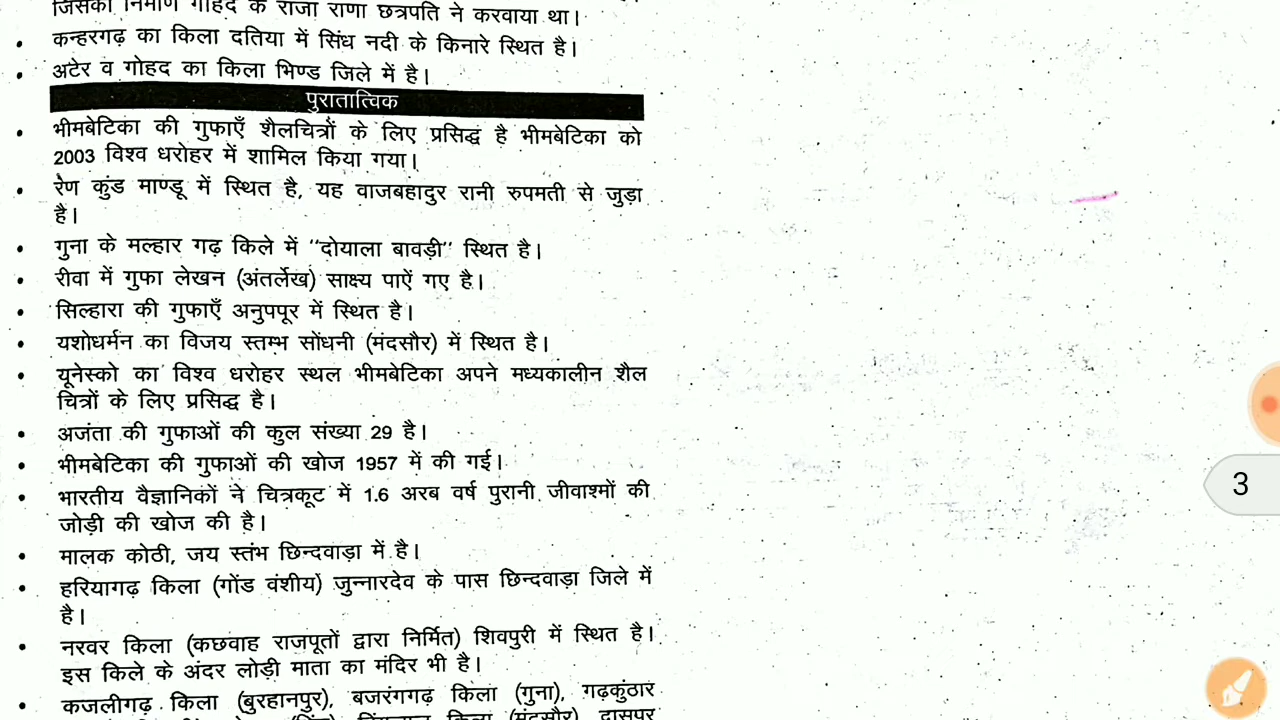 जिसका निर्माण गोहद के राजा राणा छत्रपति ने करवाया था।
• कन्हरगढ़ का किला दतिया में सिंध नदी के किनारे स्थित है।
• अटेर व गोहद का किला भिण्ड जिले में है।
पुरातात्विक
• भीमबेटिका की गुफाएँ शैलचित्रों के लिए प्रसिद्ध है भीमबेटिका को
2003 विश्व धरोहर में शामिल किया गया।
• रेण कुंड माण्डू में स्थित है, यह वाजबहादुर रानी रुपमती से जुड़ा
है।
• गुना के मल्हार गढ़ किले में "दोयाला बावड़ी" स्थित है।
• रीवा में गुफा लेखन (अंतर्लेख) साक्ष्य पाऐं गए है।
• सिल्हारा की गुफाएँ अनुपपूर में स्थित है।
• यशोधर्मन का विजय स्तम्भ सोंधनी (मंदसौर) में स्थित है।
• यूनेस्को का विश्व धरोहर स्थल भीमबेटिका अपने मध्यकालीन शैल
चित्रों के लिए प्रसिद्ध है।
• अजंता की गुफाओं की कुल संख्या 29 है।
• भीमबेटिका की गुफाओं की खोज 1957 में की गई।
• भारतीय वैज्ञानिकों ने चित्रकूट में 1.6 अरब वर्ष पुरानी जीवाश्मों की
जोड़ी की खोज की है।
• मालक कोठी, जय स्तंभ छिन्दवाड़ा में है।
• हरियागढ़ किला (गोंड वंशीय) जुन्नारदेव के पास छिन्दवाड़ा जिले में
है।
• नरवर किला (कछवाह राजपूतों द्वारा निर्मित) शिवपुरी में स्थित है।
इस किले के अंदर लोड़ी माता का मंदिर भी है।
• कजलीगढ़ किला (बुरहानपुर), बजरंगगढ़ किला (गुना), गढ़कुंठार
किला (मंदसौर), दासपुर
3